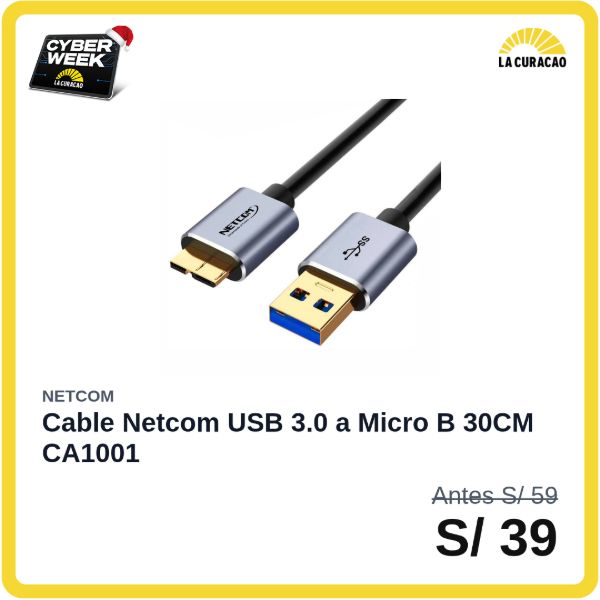 CYBER
WEEK
LA CURACAO
LA CURACAO
NETCOM
SS
NETCOM
Cable Netcom USB 3.0 a Micro B 30CM
CA1001
Antes S/ 59
S/ 39